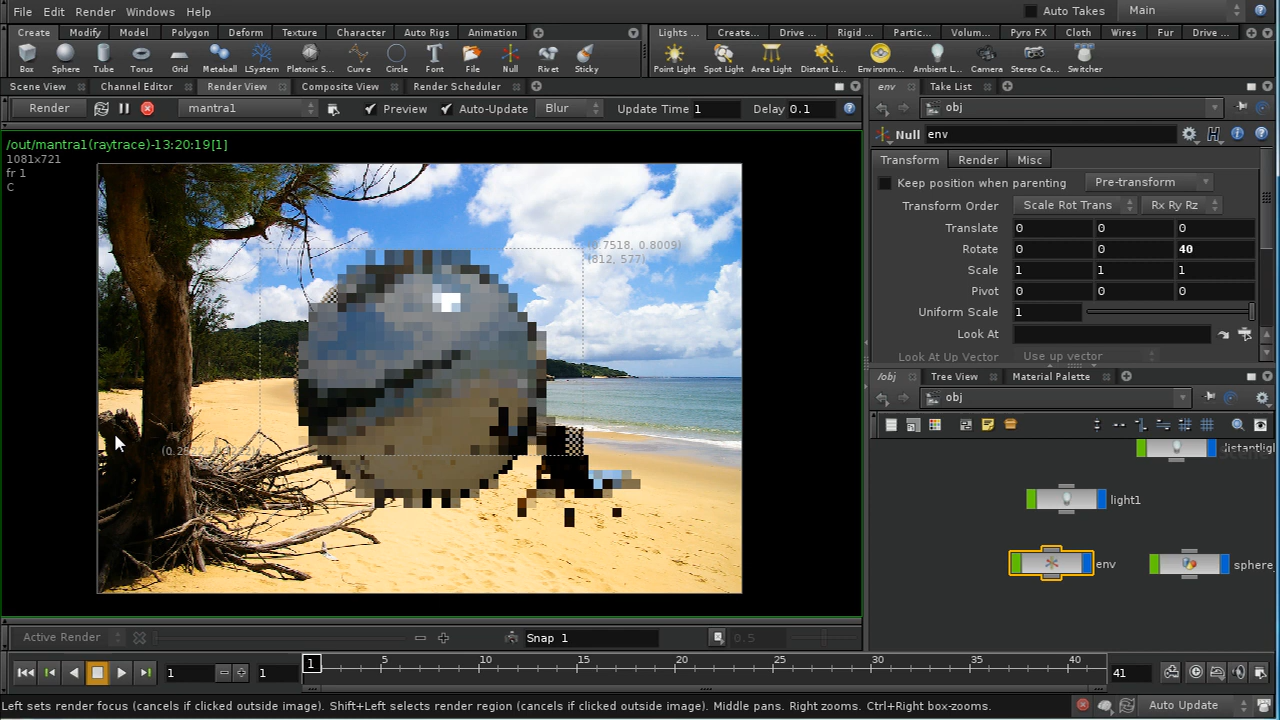 File Edit Render Windows Help Auto Takes Main
Create Modify Model Polygon Deform Texture Character Auto Rigs Animation
Lights ... Create... Drive ... Rigid ... Partic... Volum... Pyro FX Cloth Wires Fur Drive ...
Box Sphere Tube Torus Grid Metaball LSystem Platonic S... Curve Circle Font File Null Rivet Sticky
Point Light Spot Light Area Light Distant Li... Environm... Ambient L... Camera Stereo Ca... Switcher
Scene View Channel Editor Render View Composite View Render Scheduler
Render mantra1 Preview Auto-Update Blur Update Time 1 Delay 0.1
/out/mantra1(raytrace)-13:20:19[1]
1081x721
fr 1
C
(0.7518, 0.8009)
(812, 577)
env Take List
obj
Null env
Transform Render Misc
Keep position when parenting Pre-transform
Transform Order Scale Rot Trans Rx Ry Rz
Translate 0 0 0
Rotate 0 0 40
Scale 1 1 1
Pivot 0 0 0
Uniform Scale 1
Look At
Look At Up Vector Use up vector
/obj Tree View Material Palette
obj
light1
env
sphere_
Active Render Snap 1 0.5
1 1 1 5 10 15 20 25 30 35 40 41
Left sets render focus (cancels if clicked outside image). Shift+Left selects render region (cancels if clicked outside image). Middle pans. Right zooms. Ctrl+Right box-zooms. Auto Update